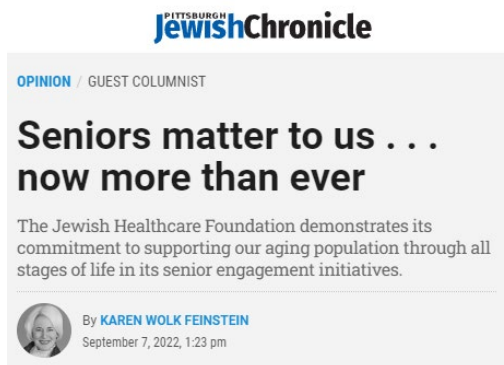 PITTSBURGH
JewishChronicle
OPINION / GUEST COLUMNIST
Seniors matter to us . . .
now more than ever
The Jewish Healthcare Foundation demonstrates its
commitment to supporting our aging population through all
stages of life in its senior engagement initiatives.
By KAREN WOLK FEINSTEIN
September 7, 2022, 1:23 pm